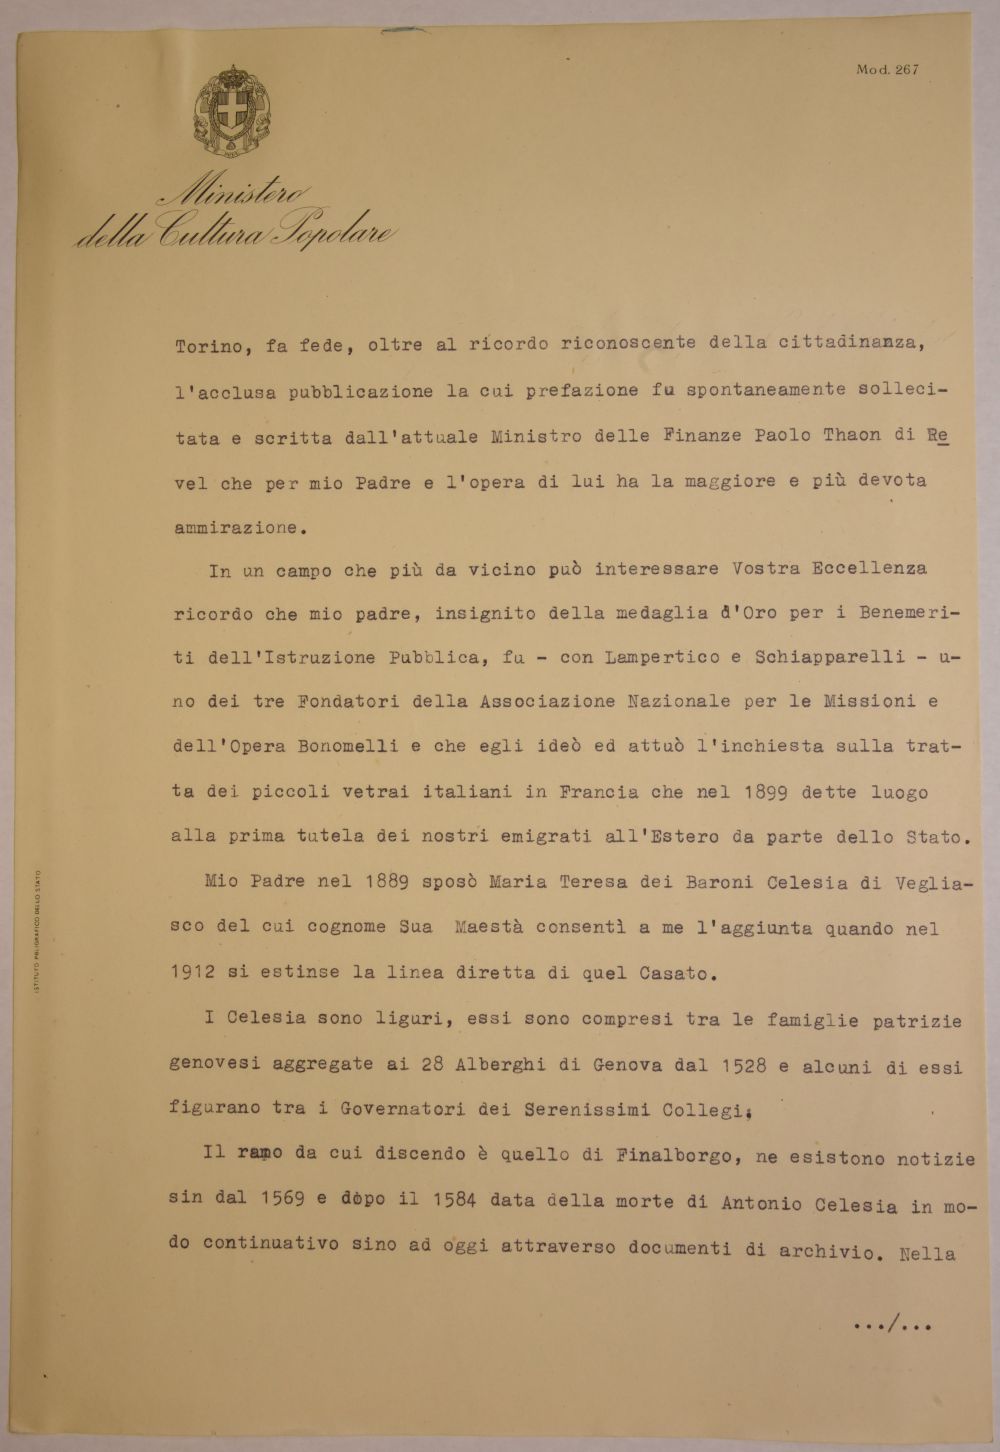 Mod. 267
Ministero
della Cultura Popolare
Torino, fa fede, oltre al ricordo riconoscente della cittadinanza,
l'acclusa pubblicazione la cui prefazione fu spontaneamente solleci-
tata e scritta dall'attuale Ministro delle Finanze Paolo Thaon di Re
vel che per mio Padre e l'opera di lui ha la maggiore e più devota
ammirazione.
In un campo che più da vicino può interessare Vostra Eccellenza
ricordo che mio padre, insignito della medaglia d'Oro per i Benemeri-
ti dell'Istruzione Pubblica, fu - con Lampertico e Schiapparelli - u-
no dei tre Fondatori della Associazione Nazionale per le Missioni e
dell'Opera Bonomelli e che egli ideò ed attuò l'inchiesta sulla trat-
ta dei piccoli vetrai italiani in Francia che nel 1899 dette luogo
alla prima tutela dei nostri emigrati all'Estero da parte dello Stato.
Mio Padre nel 1889 sposò Maria Teresa dei Baroni Celesia di Veglia-
sco del cui cognome Sua Maestà consentì a me l'aggiunta quando nel
1912 si estinse la linea diretta di quel Casato.
I Celesia sono liguri, essi sono compresi tra le famiglie patrizie
genovesi aggregate ai 28 Alberghi di Genova dal 1528 e alcuni di essi
figurano tra i Governatori dei Serenissimi Collegi;
Il ramo da cui discendo è quello di Finalborgo, ne esistono notizie
sin dal 1569 e dopo il 1584 data della morte di Antonio Celesia in mo-
do continuativo sino ad oggi attraverso documenti di archivio. Nella
.../...
ISTITUTO POLIGRAFICO DELLO STATO